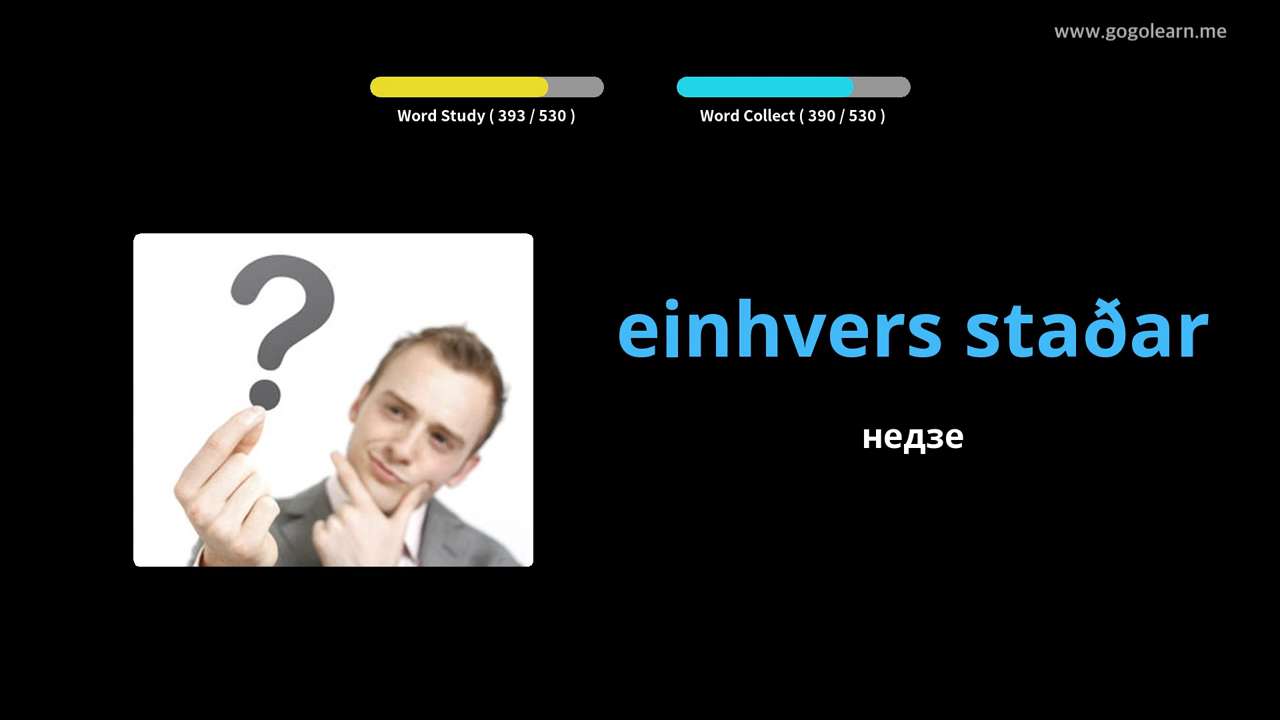 www.gogolearn.me
Word Study ( 393 / 530 )
Word Collect ( 390 / 530 )
?
einhvers staðar
недзе